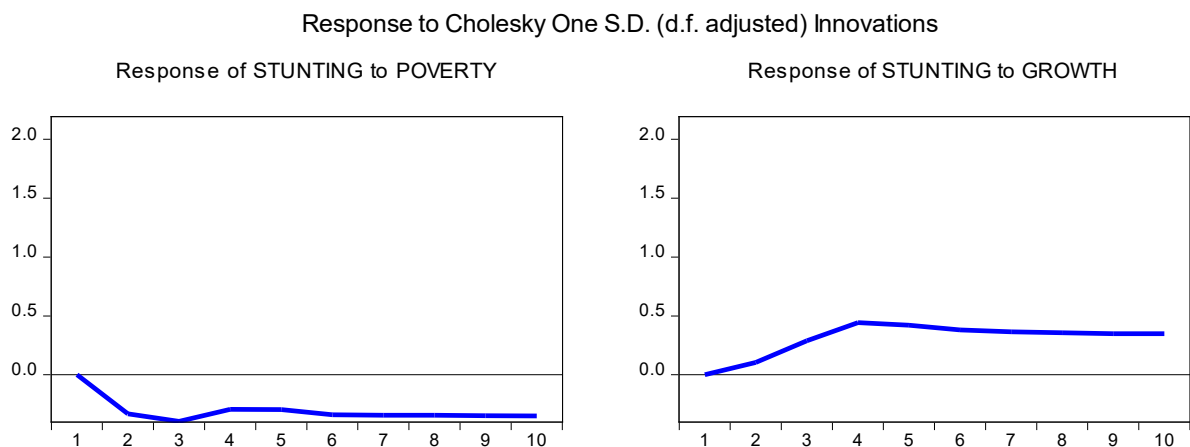 Response to Cholesky One S.D. (d.f. adjusted) Innovations
Response of STUNTING to POVERTY
2.0
1.5
1.0
0.5
0.0
1 2 3 4 5 6 7 8 9 10
Response of STUNTING to GROWTH
2.0
1.5
1.0
0.5
0.0
1 2 3 4 5 6 7 8 9 10